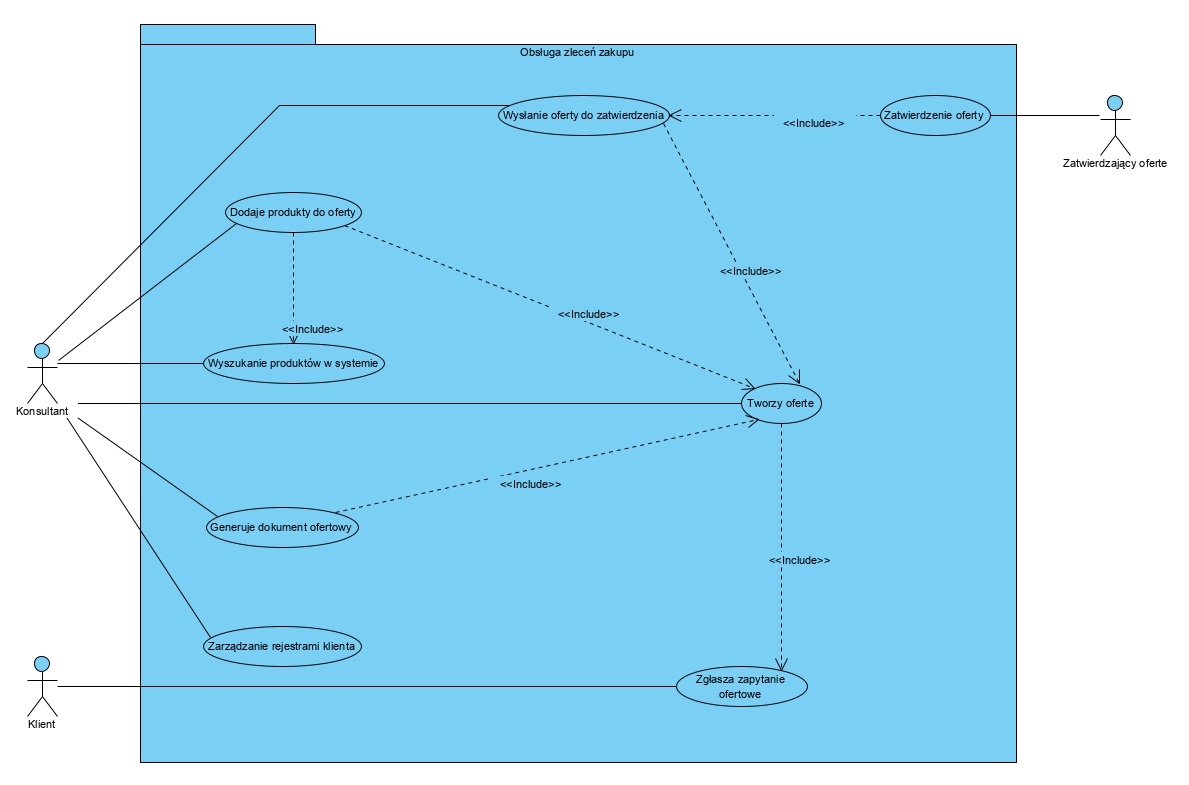 Obsługa zleceń zakupu
Wysłanie oferty do zatwierdzenia
<<Include>>
Zatwierdzenie oferty
Zatwierdzający oferte
Dodaje produkty do oferty
<<Include>>
<<Include>>
<<Include>>
Wyszukanie produktów w systemie
Konsultant
Tworzy oferte
<<Include>>
Generuje dokument ofertowy
<<Include>>
Zarządzanie rejestrami klienta
Zgłasza zapytanie
ofertowe
Klient